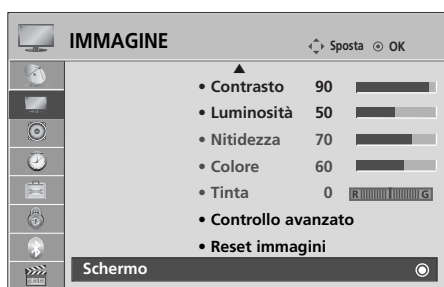 IMMAGINE Sposta OK
• Contrasto 90
• Luminosità 50
• Nitidezza 70
• Colore 60
• Tinta 0 R G
• Controllo avanzato
• Reset immagini
Schermo